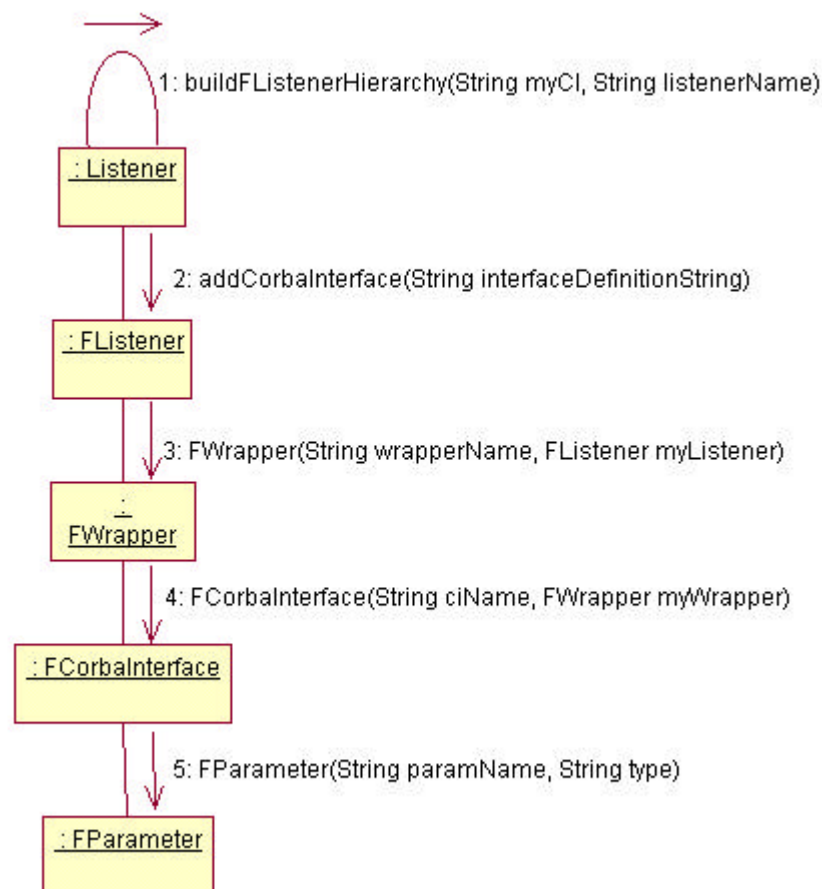 1: buildFListenerHierarchy(String myCI, String listenerName)
: Listener
2: addCorbaInterface(String interfaceDefinitionString)
: FListener
3: FWrapper(String wrapperName, FListener myListener)
:
FWrapper
4: FCorbaInterface(String ciName, FWrapper myWrapper)
: FCorbaInterface
5: FParameter(String paramName, String type)
: FParameter